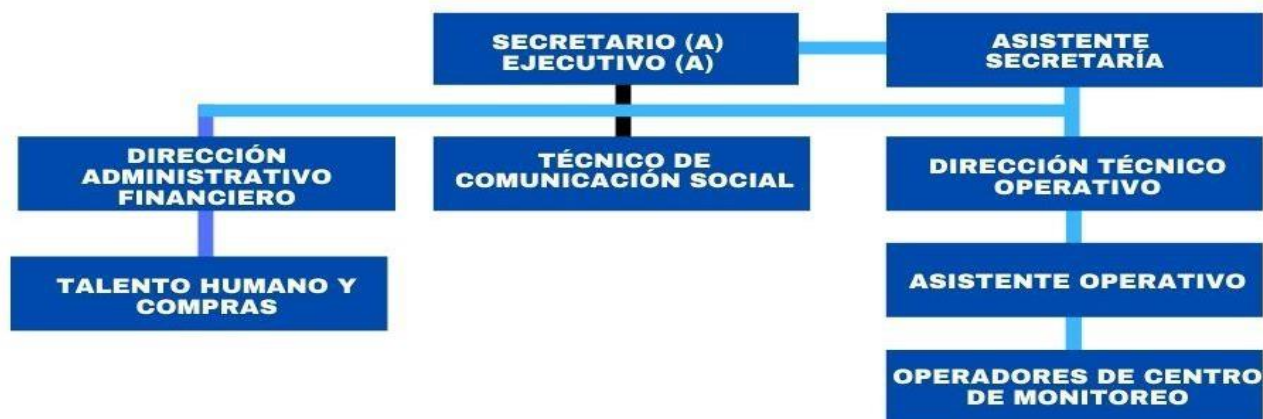 SECRETARIO (A)
EJECUTIVO (A)
ASISTENTE
SECRETARÍA
DIRECCIÓN
ADMINISTRATIVO
FINANCIERO
TÉCNICO DE
COMUNICACIÓN SOCIAL
DIRECCIÓN TÉCNICO
OPERATIVO
TALENTO HUMANO Y
COMPRAS
ASISTENTE OPERATIVO
OPERADORES DE CENTRO
DE MONITOREO